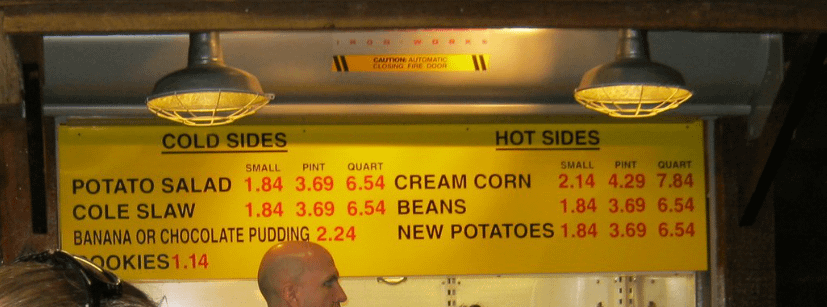 IRON WORKS
CAUTION: AUTOMATIC
CLOSING FIRE DOOR
COLD SIDES
SMALL PINT QUART
POTATO SALAD 1.84 3.69 6.54
COLE SLAW 1.84 3.69 6.54
BANANA OR CHOCOLATE PUDDING 2.24
COOKIES 1.14
HOT SIDES
SMALL PINT QUART
CREAM CORN 2.14 4.29 7.84
BEANS 1.84 3.69 6.54
NEW POTATOES 1.84 3.69 6.54